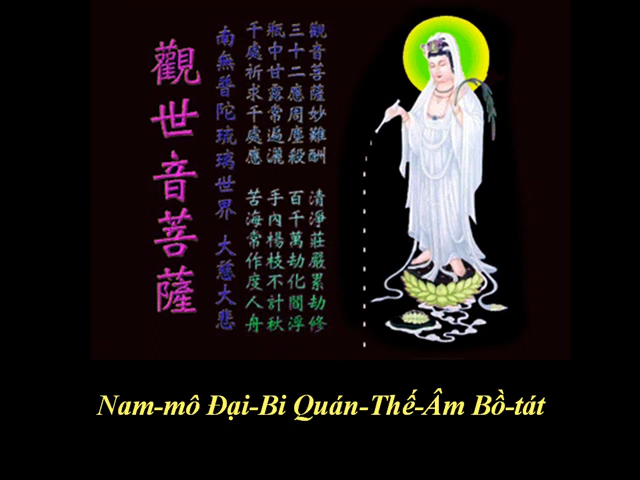 觀音菩薩妙難酬 清淨莊嚴累劫修
三十二應周塵殺 百千萬劫化閻浮
瓶中甘露常遍灑 手內楊枝不計秋
千處祈求千處應 苦海常作度人舟
南無普陀琉璃世界 大慈大悲
觀世音菩薩
Nam-mô Đại-Bi Quán-Thế-Âm Bồ-tát